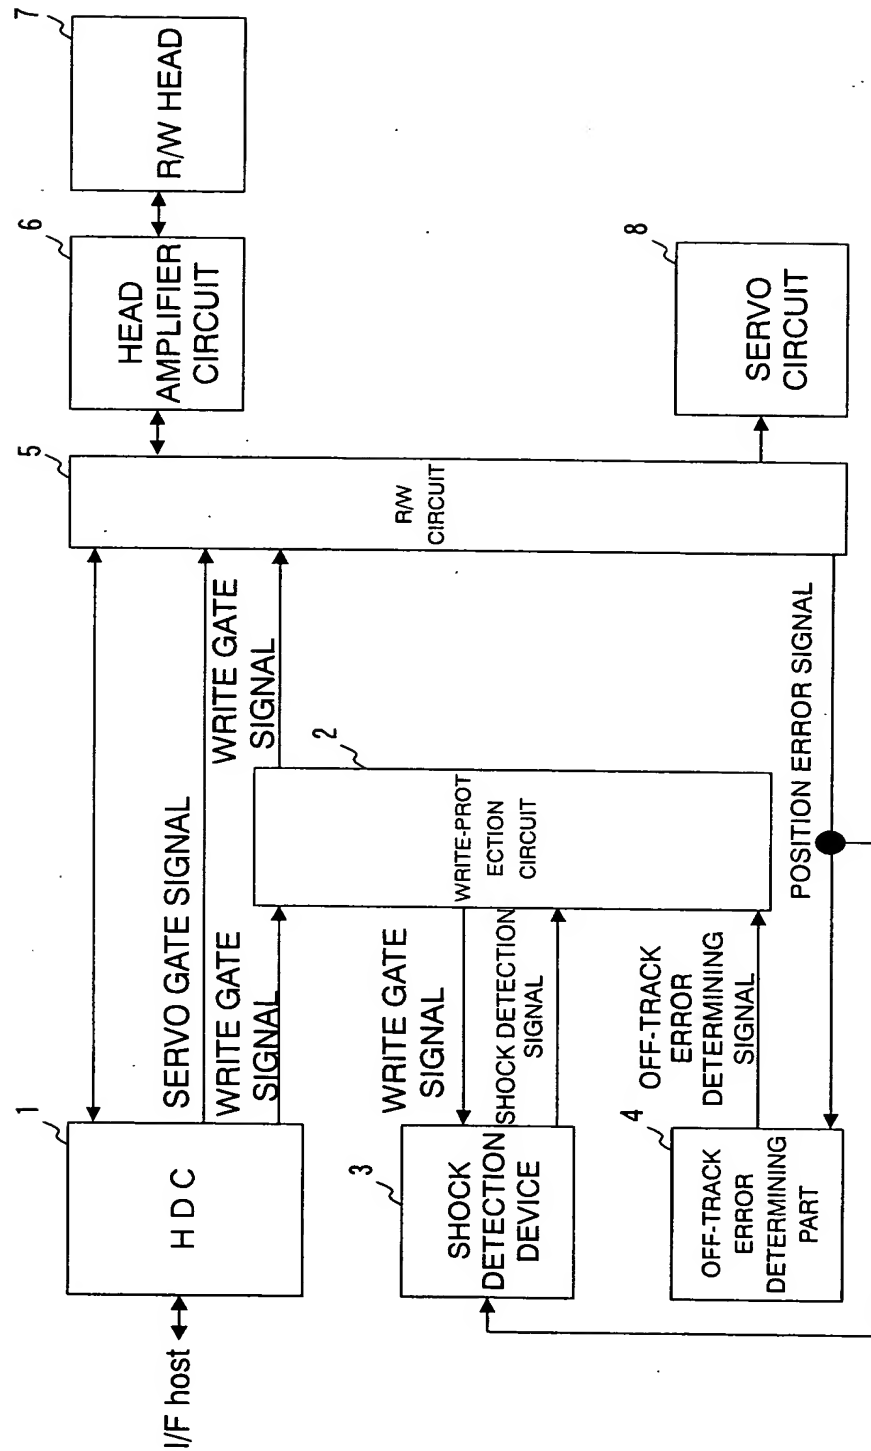 I/F host
1
HDC
SERVO GATE SIGNAL
WRITE GATE
SIGNAL
WRITE GATE
SIGNAL
5
R/W
CIRCUIT
6
HEAD
AMPLIFIER
CIRCUIT
7
R/W HEAD
2
WRITE-PROT
ECTION
CIRCUIT
3
SHOCK
DETECTION
DEVICE
WRITE GATE
SIGNAL
SHOCK DETECTION
SIGNAL
4
OFF-TRACK
ERROR
DETERMINING
PART
OFF-TRACK
ERROR
DETERMINING
SIGNAL
POSITION ERROR SIGNAL
8
SERVO
CIRCUIT